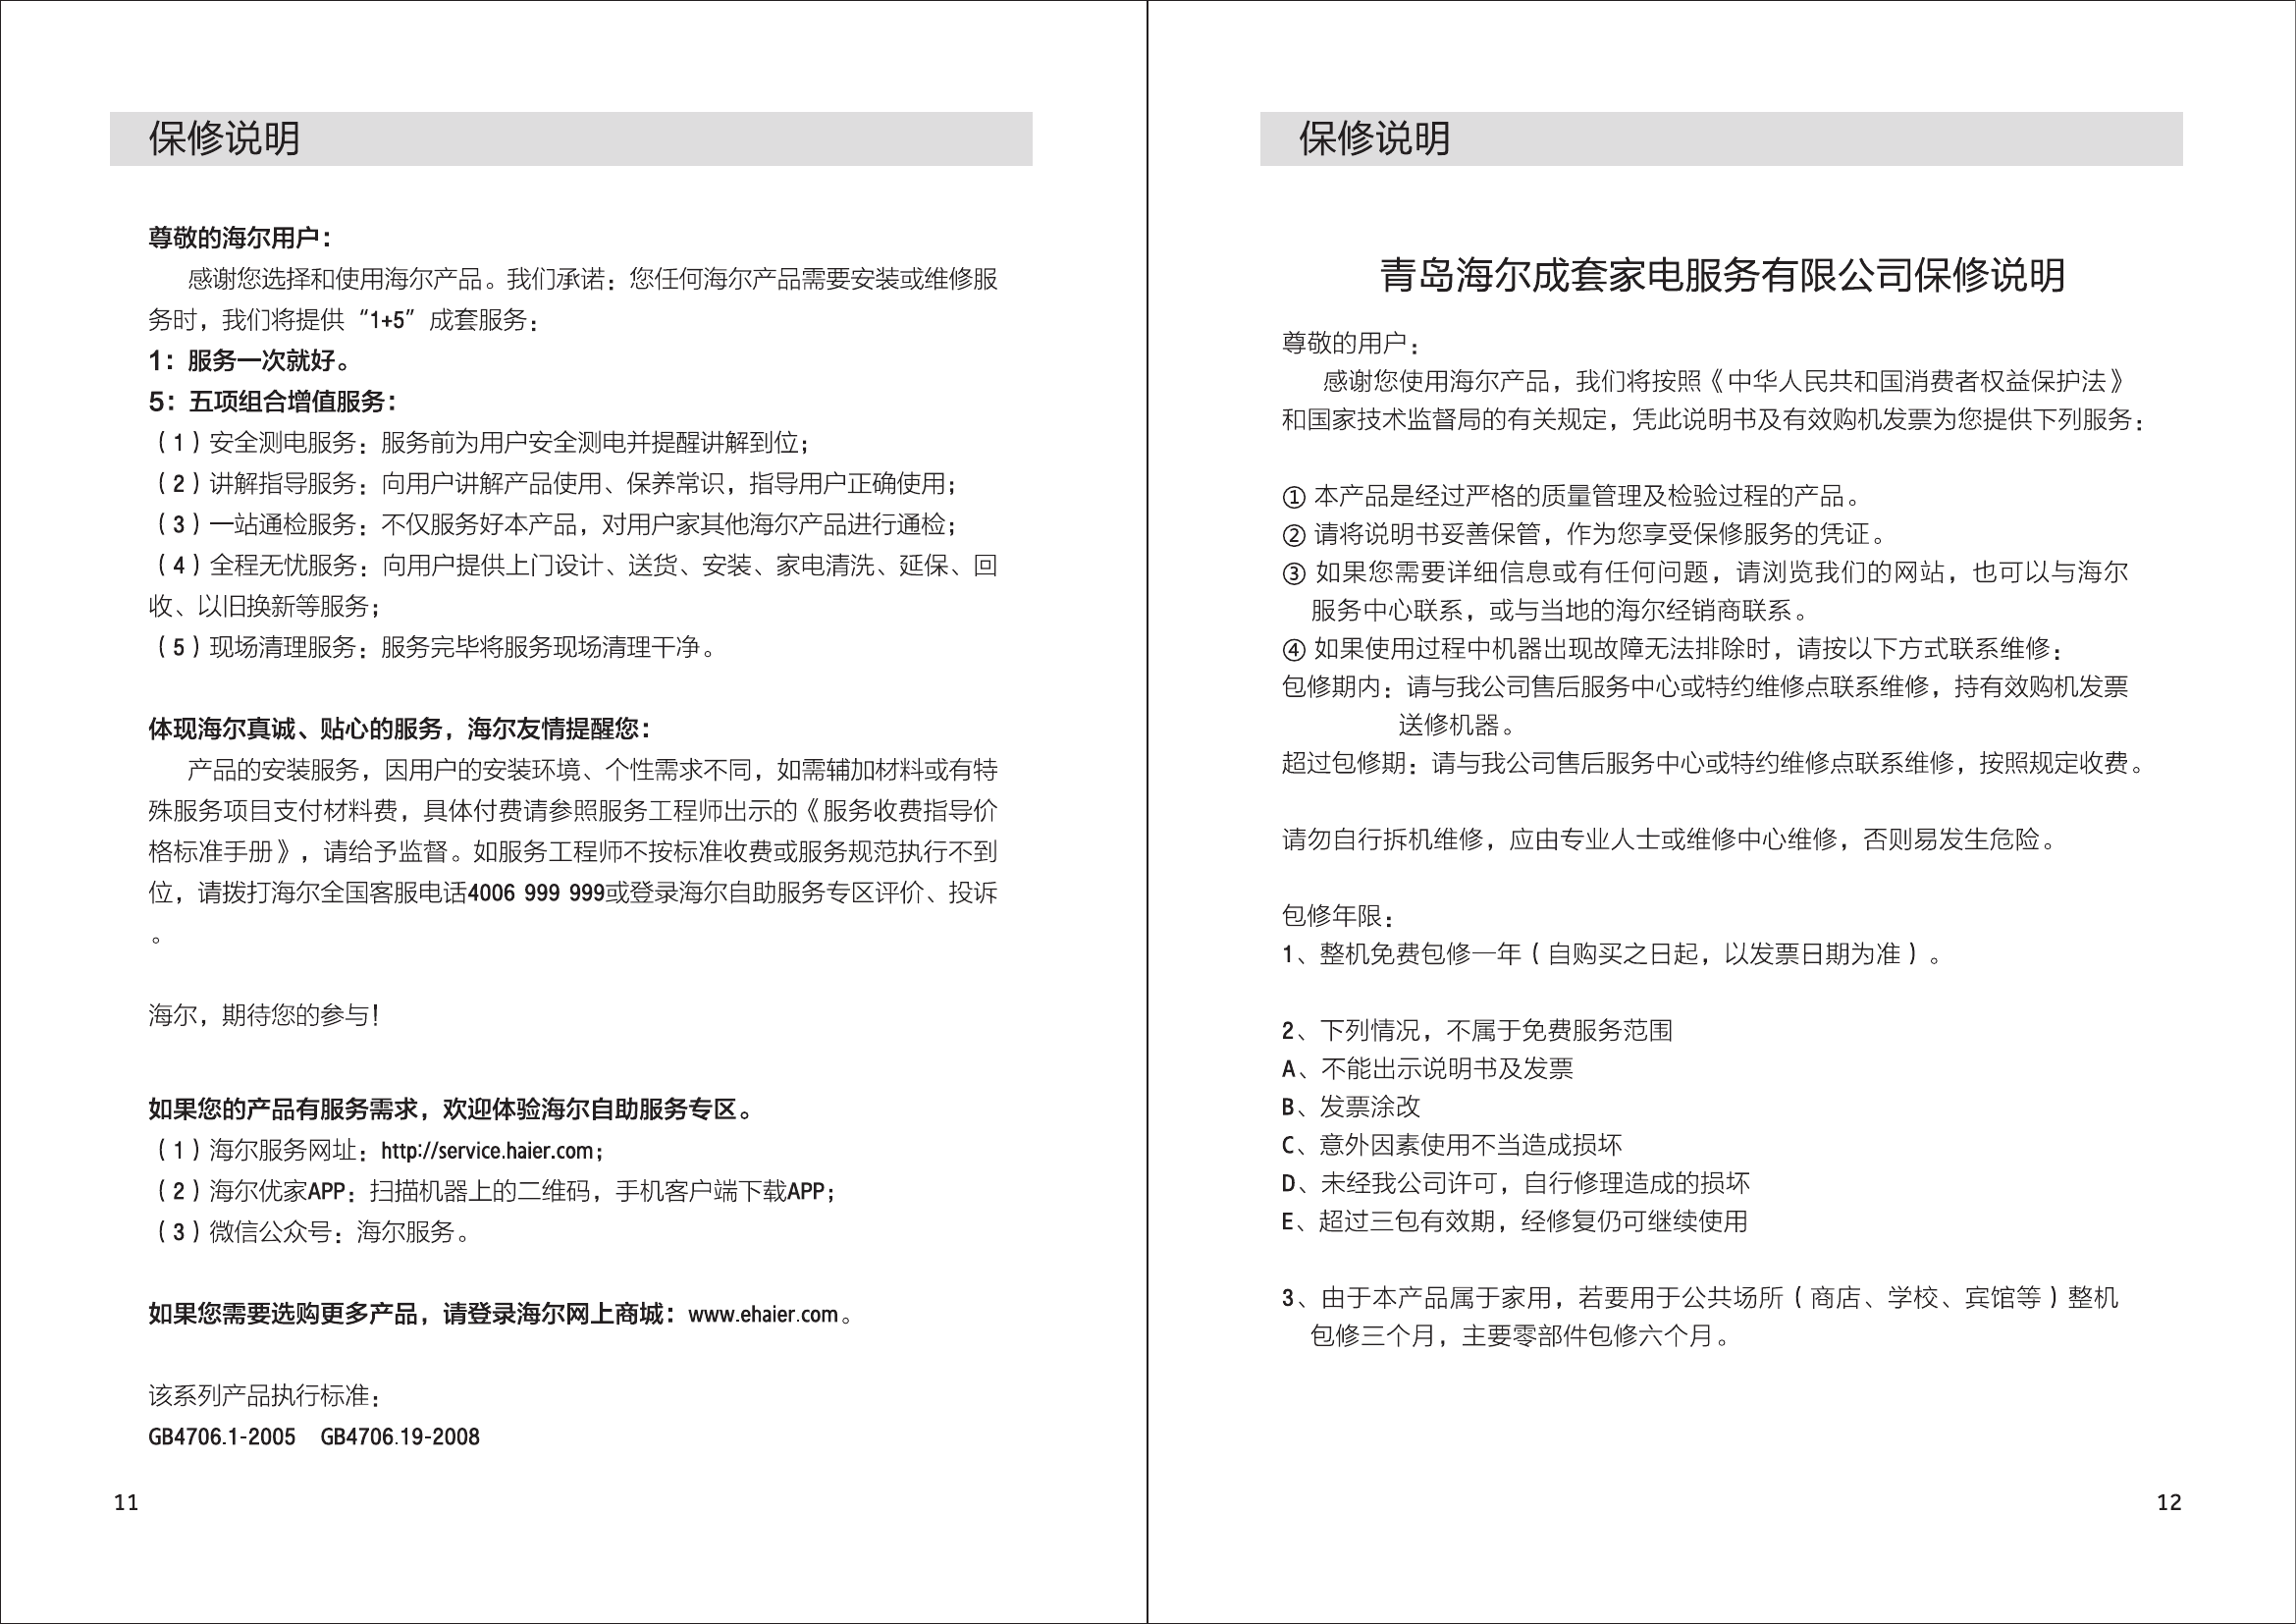 保修说明
尊敬的海尔用户：
感谢您选择和使用海尔产品。我们承诺：您任何海尔产品需要安装或维修服
务时，我们将提供“1+5”成套服务：
1：服务一次就好。
5：五项组合增值服务：
（1）安全测电服务：服务前为用户安全测电并提醒讲解到位；
（2）讲解指导服务：向用户讲解产品使用、保养常识，指导用户正确使用；
（3）一站通检服务：不仅服务好本产品，对用户家其他海尔产品进行通检；
（4）全程无忧服务：向用户提供上门设计、送货、安装、家电清洗、延保、回
收、以旧换新等服务；
（5）现场清理服务：服务完毕将服务现场清理干净。
体现海尔真诚、贴心的服务，海尔友情提醒您：
产品的安装服务，因用户的安装环境、个性需求不同，如需辅加材料或有特
殊服务项目支付材料费，具体付费请参照服务工程师出示的《服务收费指导价
格标准手册》，请给予监督。如服务工程师不按标准收费或服务规范执行不到
位，请拨打海尔全国客服电话4006 999 999或登录海尔自助服务专区评价、投诉
。
海尔，期待您的参与！
如果您的产品有服务需求，欢迎体验海尔自助服务专区。
（1）海尔服务网址：http://service.haier.com；
（2）海尔优家APP：扫描机器上的二维码，手机客户端下载APP；
（3）微信公众号：海尔服务。
如果您需要选购更多产品，请登录海尔网上商城：www.ehaier.com。
该系列产品执行标准：
GB4706.1-2005 GB4706.19-2008
11
保修说明
青岛海尔成套家电服务有限公司保修说明
尊敬的用户：
感谢您使用海尔产品，我们将按照《中华人民共和国消费者权益保护法》
和国家技术监督局的有关规定，凭此说明书及有效购机发票为您提供下列服务：
① 本产品是经过严格的质量管理及检验过程的产品。
② 请将说明书妥善保管，作为您享受保修服务的凭证。
③ 如果您需要详细信息或有任何问题，请浏览我们的网站，也可以与海尔
服务中心联系，或与当地的海尔经销商联系。
④ 如果使用过程中机器出现故障无法排除时，请按以下方式联系维修：
包修期内：请与我公司售后服务中心或特约维修点联系维修，持有效购机发票
送修机器。
超过包修期：请与我公司售后服务中心或特约维修点联系维修，按照规定收费。
请勿自行拆机维修，应由专业人士或维修中心维修，否则易发生危险。
包修年限：
1、整机免费包修一年（自购买之日起，以发票日期为准）。
2、下列情况，不属于免费服务范围
A、不能出示说明书及发票
B、发票涂改
C、意外因素使用不当造成损坏
D、未经我公司许可，自行修理造成的损坏
E、超过三包有效期，经修复仍可继续使用
3、由于本产品属于家用，若要用于公共场所（商店、学校、宾馆等）整机
包修三个月，主要零部件包修六个月。
12